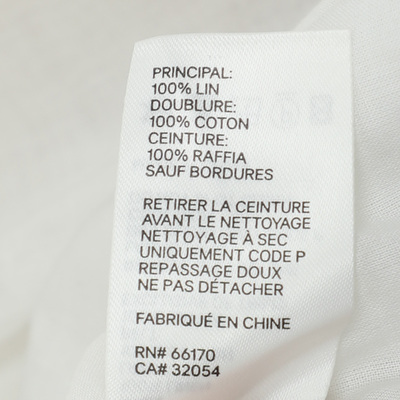 PRINCIPAL:
100% LIN
DOUBLURE:
100% COTON
CEINTURE:
100% RAFFIA
SAUF BORDURES
RETIRER LA CEINTURE
AVANT LE NETTOYAGE
NETTOYAGE À SEC
UNIQUEMENT CODE P
REPASSAGE DOUX
NE PAS DÉTACHER
FABRIQUÉ EN CHINE
RN# 66170
CA# 32054